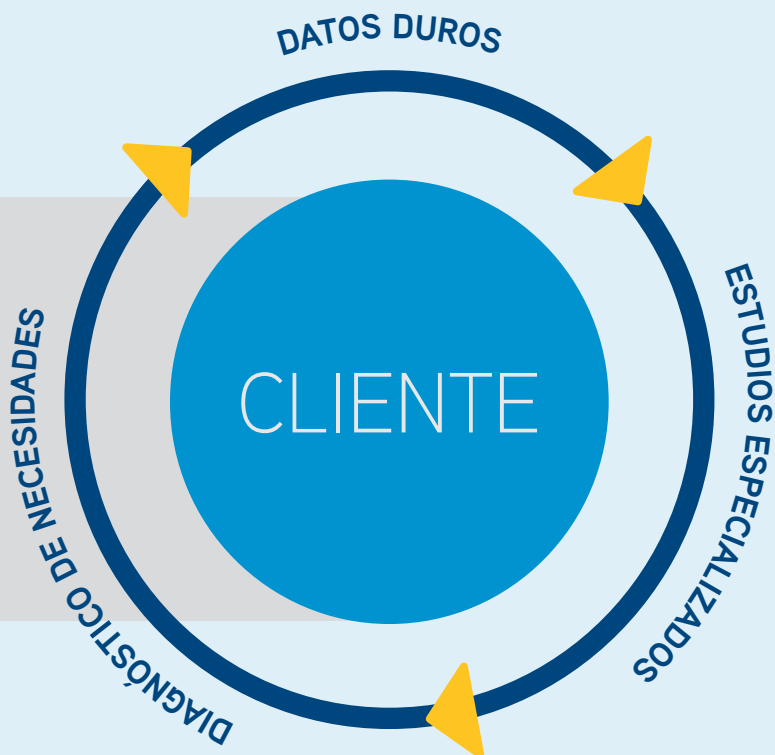 DATOS DUROS
ESTUDIOS ESPECIALIZADOS
DIAGNÓSTICO DE NECESIDADES
CLIENTE